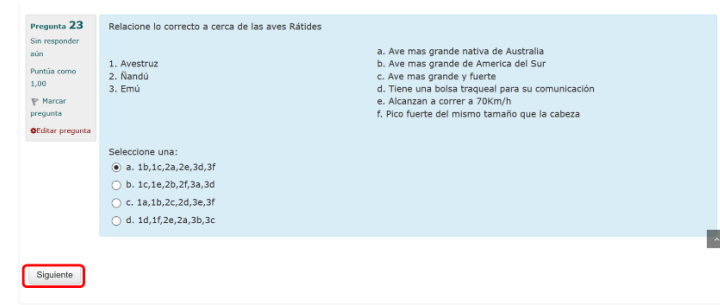 Pregunta 23
Sin responder
aún
Puntúa como
1,00
Marcar
pregunta
Editar pregunta
Relacione lo correcto a cerca de las aves Rátides
1. Avestruz
2. Ñandú
3. Emú
a. Ave mas grande nativa de Australia
b. Ave mas grande de America del Sur
c. Ave mas grande y fuerte
d. Tiene una bolsa traqueal para su comunicación
e. Alcanzan a correr a 70Km/h
f. Pico fuerte del mismo tamaño que la cabeza
Seleccione una:
a. 1b,1c,2a,2e,3d,3f
b. 1c,1e,2b,2f,3a,3d
c. 1a,1b,2c,2d,3e,3f
d. 1d,1f,2e,2a,3b,3c
Siguiente